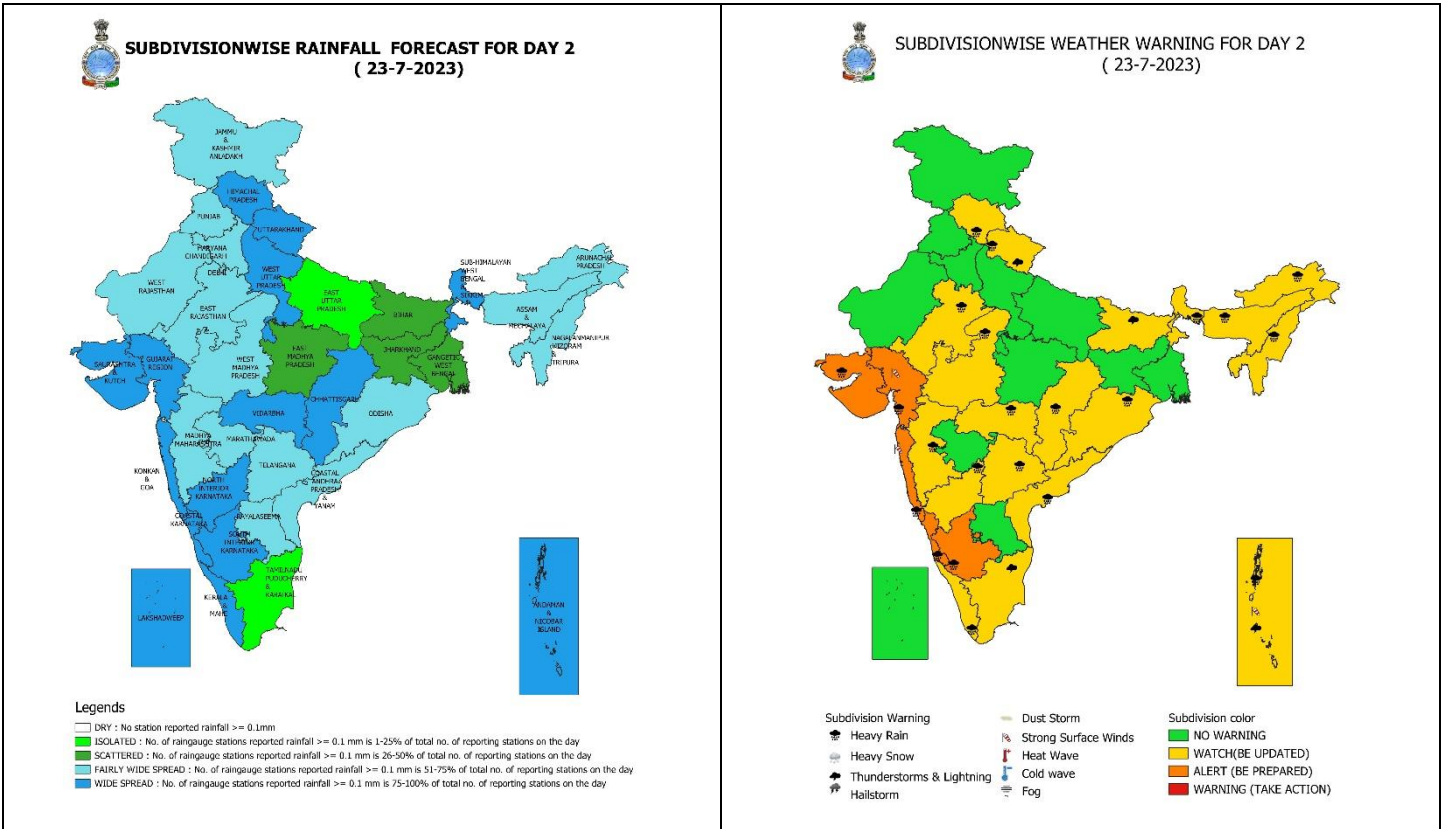 SUBDIVISIONWISE RAINFALL FORECAST FOR DAY 2
( 23-7-2023)
JAMMU
&
KASHMIR
ANLADAKH
HIMACHAL
PRADESH
PUNJAB
UTTARAKHAND
HARYANA
CHANDIGARH
&
DELHI
WEST
UTTAR
PRADESH
WEST
RAJASTHAN
EAST
RAJASTHAN
EAST
UTTAR
PRADESH
BIHAR
SUB-HIMALAYAN
WEST
BENGAL
&
SIKKIM
ARUNACHAL
PRADESH
ASSAM
&
MEGHALAYA
NAGALANMANIPUR
MIZORAM
&
TRIPURA
SAURASHTRA
&
KUTCH
GUJARAT
REGION
WEST
MADHYA
PRADESH
EAST
MADHYA
PRADESH
JHARKHAND
GANGETIC
WEST
BENGAL
CHHATTISGARH
ODISHA
VIDARBHA
MADHYA
MAHARASHTRA
MARATHAWADA
TELANGANA
KONKAN
&
GOA
NORTH
INTERIOR
KARNATAKA
COASTAL
ANDHRA
PRADESH
&
YANAM
COASTAL
KARNATAKA
RAYALASEEMA
SOUTH
INTERIOR
KARNATAKA
TAMILNADU
PUDUCHERRY
&
KARAIKAL
KERALA
&
MAHE
LAKSHADWEEP
ANDAMAN
&
NICOBAR
ISLAND
Legends
DRY : No station reported rainfall >= 0.1mm
ISOLATED : No. of raingauge stations reported rainfall >= 0.1 mm is 1-25% of total no. of reporting stations on the day
SCATTERED : No. of raingauge stations reported rainfall >= 0.1 mm is 26-50% of total no. of reporting stations on the day
FAIRLY WIDE SPREAD : No. of raingauge stations reported rainfall >= 0.1 mm is 51-75% of total no. of reporting stations on the day
WIDE SPREAD : No. of raingauge stations reported rainfall >= 0.1 mm is 75-100% of total no. of reporting stations on the day
SUBDIVISIONWISE WEATHER WARNING FOR DAY 2
( 23-7-2023)
Subdivision Warning
Heavy Rain
Heavy Snow
Thunderstorms & Lightning
Hailstorm
Dust Storm
Strong Surface Winds
Heat Wave
Cold wave
Fog
Subdivision color
NO WARNING
WATCH(BE UPDATED)
ALERT (BE PREPARED)
WARNING (TAKE ACTION)